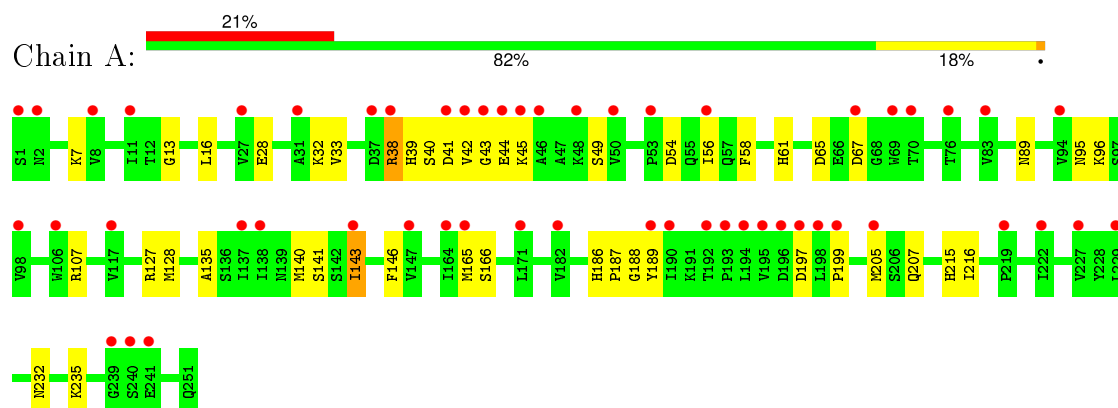 21%
Chain A:
82% 18% •
S1 N2 K7 V8 I11 T12 G13 L16 V27 E28 A31 K32 V33 D37 R38 H39 S40 D41 V42 G43 E44 K45 A46 A47 K48 S49 V50 P53 D54 Q55 I56 Q57 F58 H61 D65 E66 D67 G68 W69 T70 T76 V83 N89 V94 N95 K96 S97
V98 W106 R107 V117 R127 M128 A135 S136 I137 I138 N139 M140 S141 S142 I143 F146 V147 I164 M165 S166 L171 V182 H186 P187 G188 Y189 I190 K191 T192 P193 L194 V195 D196 D197 L198 P199 M205 S206 Q207 H215 I216 P219 I222 V227 Y228
N232 K235 G239 S240 E241 Q251